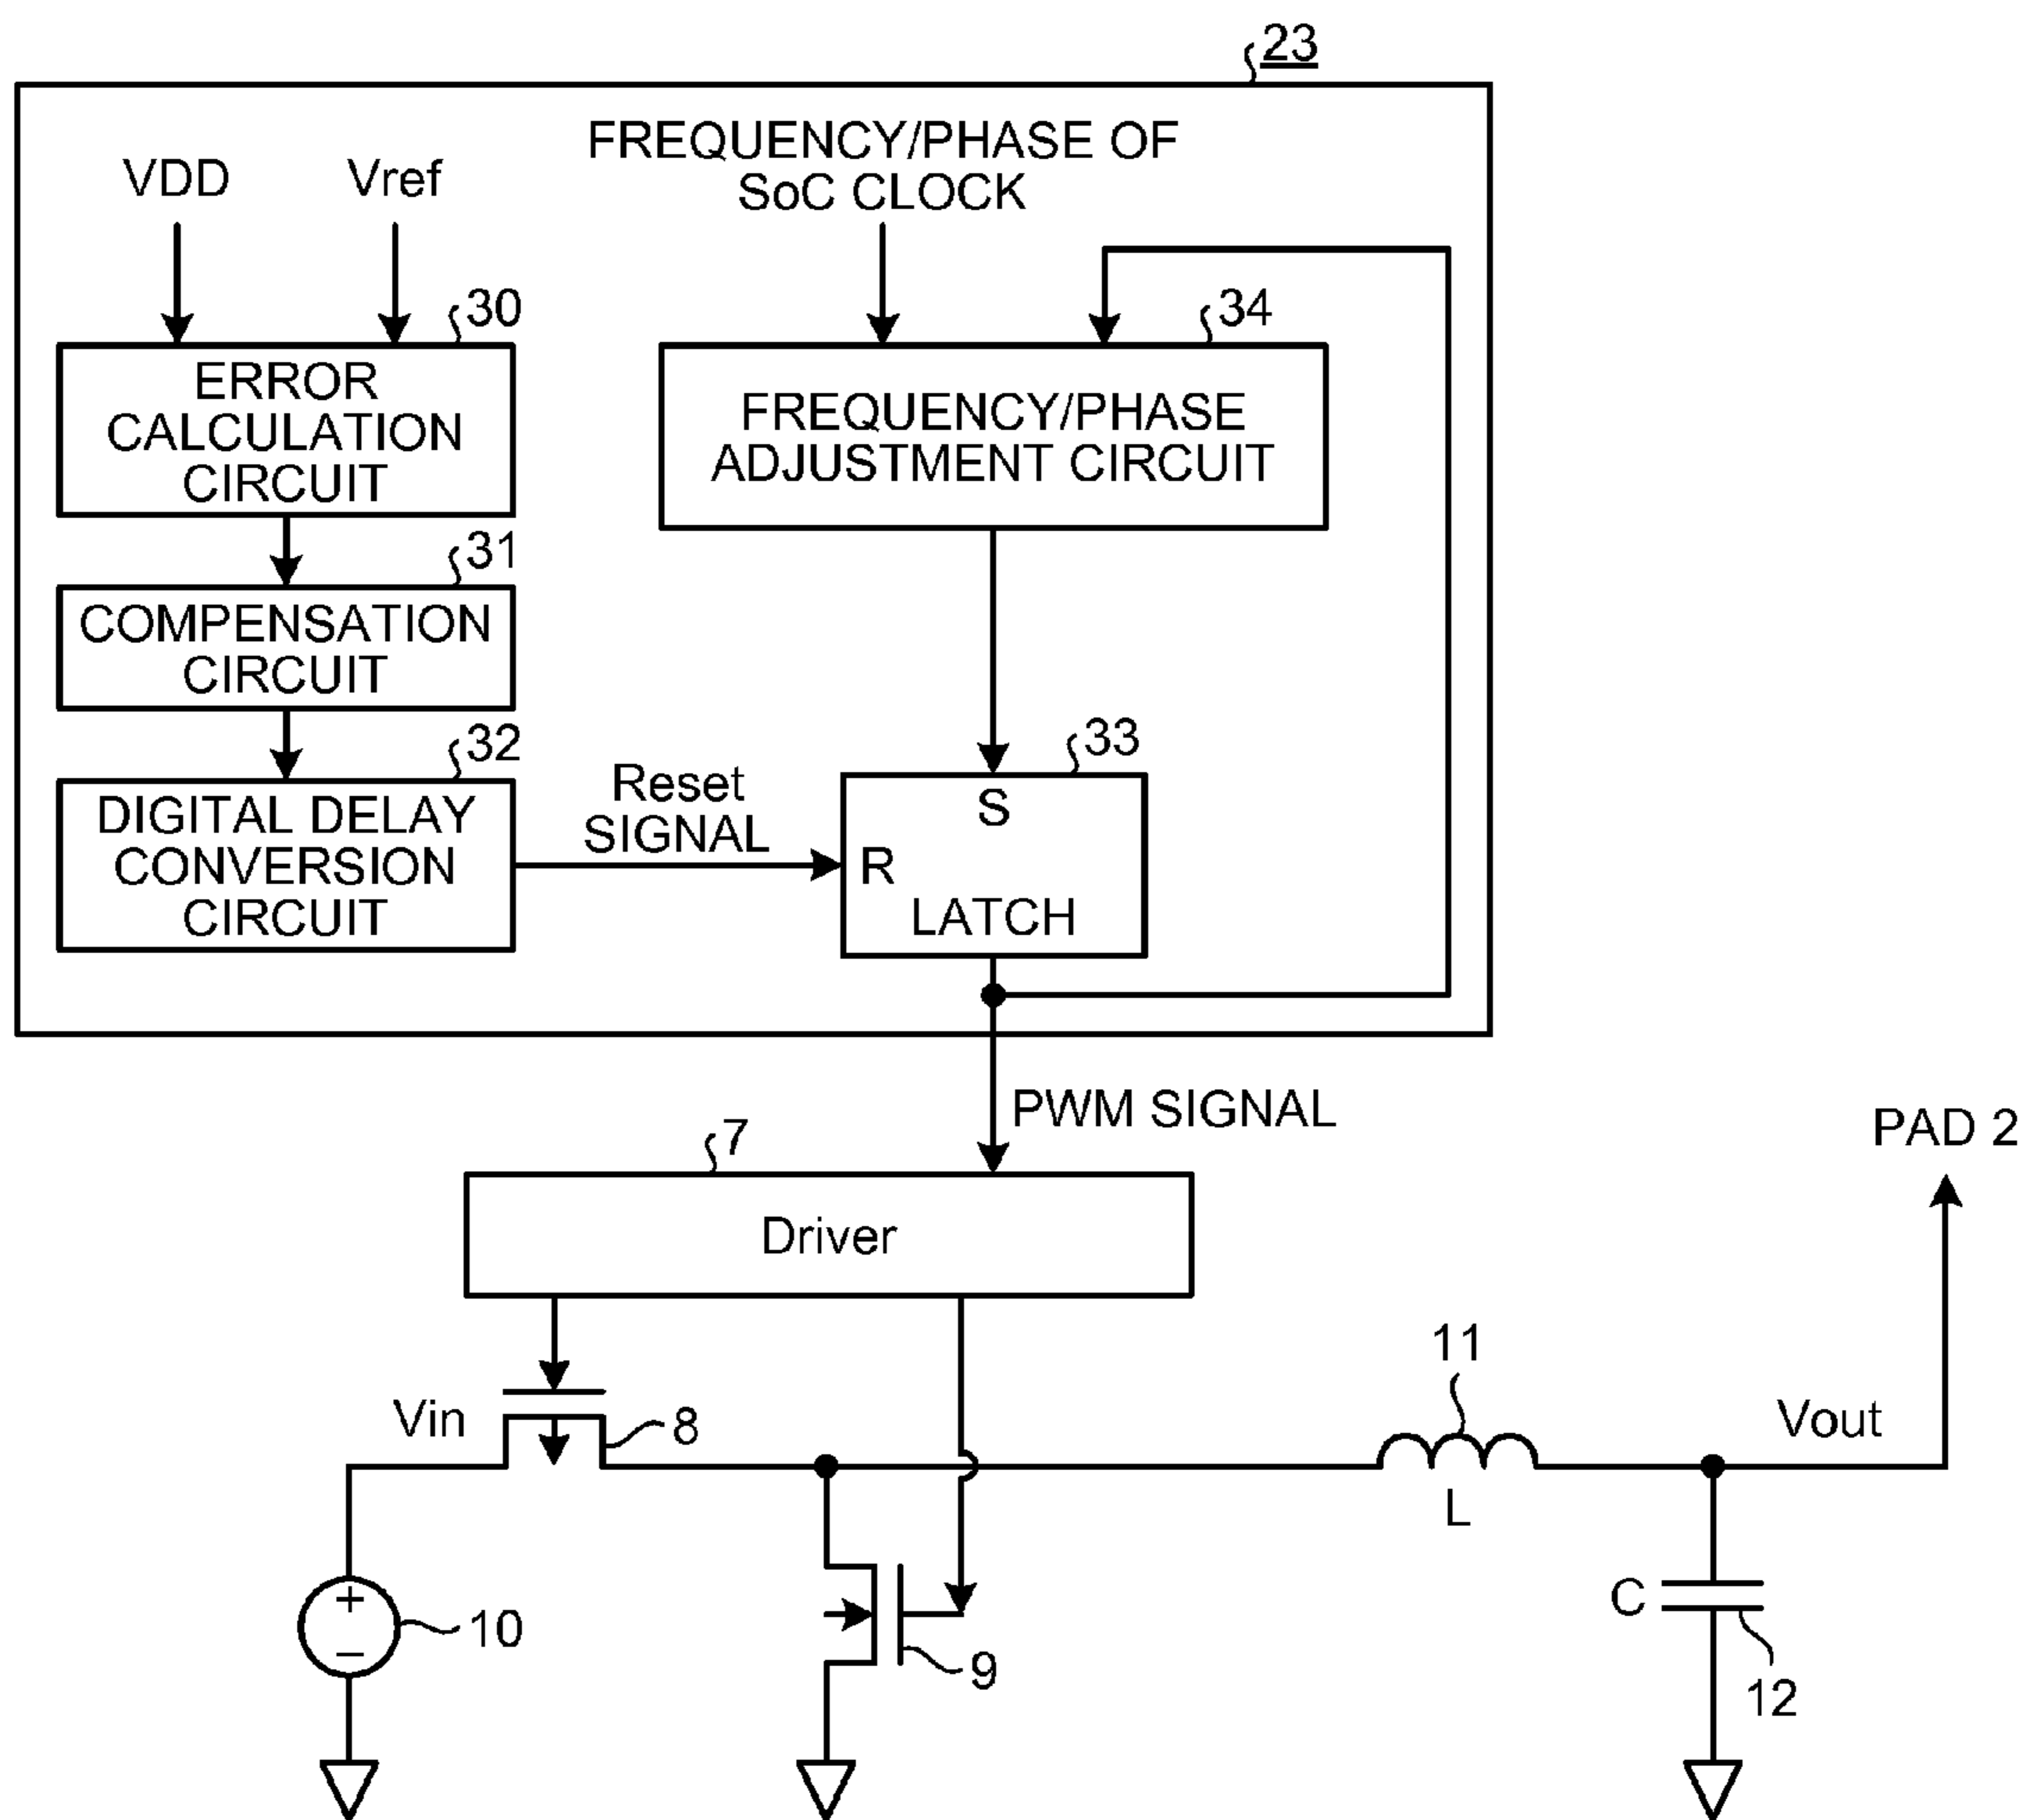 23
FREQUENCY/PHASE OF
SoC CLOCK
VDD
Vref
30
ERROR
CALCULATION
CIRCUIT
34
FREQUENCY/PHASE
ADJUSTMENT CIRCUIT
31
COMPENSATION
CIRCUIT
32
DIGITAL DELAY
CONVERSION
CIRCUIT
Reset
SIGNAL
33
S
R
LATCH
PWM SIGNAL
7
Driver
PAD 2
Vin
8
11
L
Vout
+
−
10
9
C
12